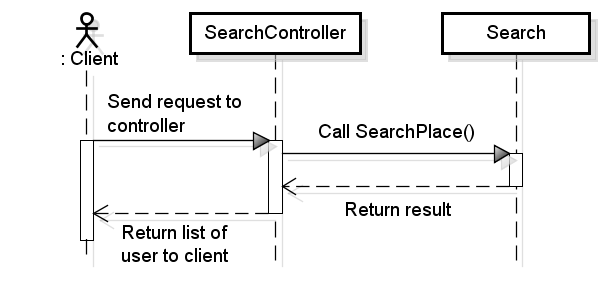 SearchController
Search
: Client
Send request to
controller
Call SearchPlace()
Return result
Return list of
user to client